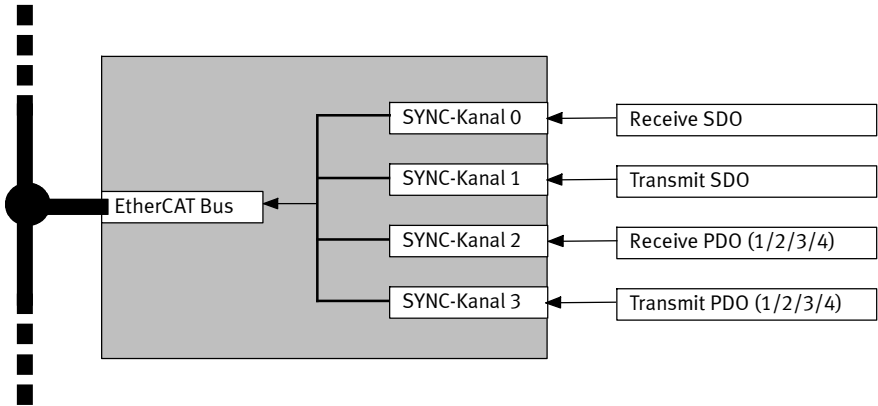 SYNC-Kanal 0
Receive SDO
SYNC-Kanal 1
Transmit SDO
EtherCAT Bus
SYNC-Kanal 2
Receive PDO (1/2/3/4)
SYNC-Kanal 3
Transmit PDO (1/2/3/4)